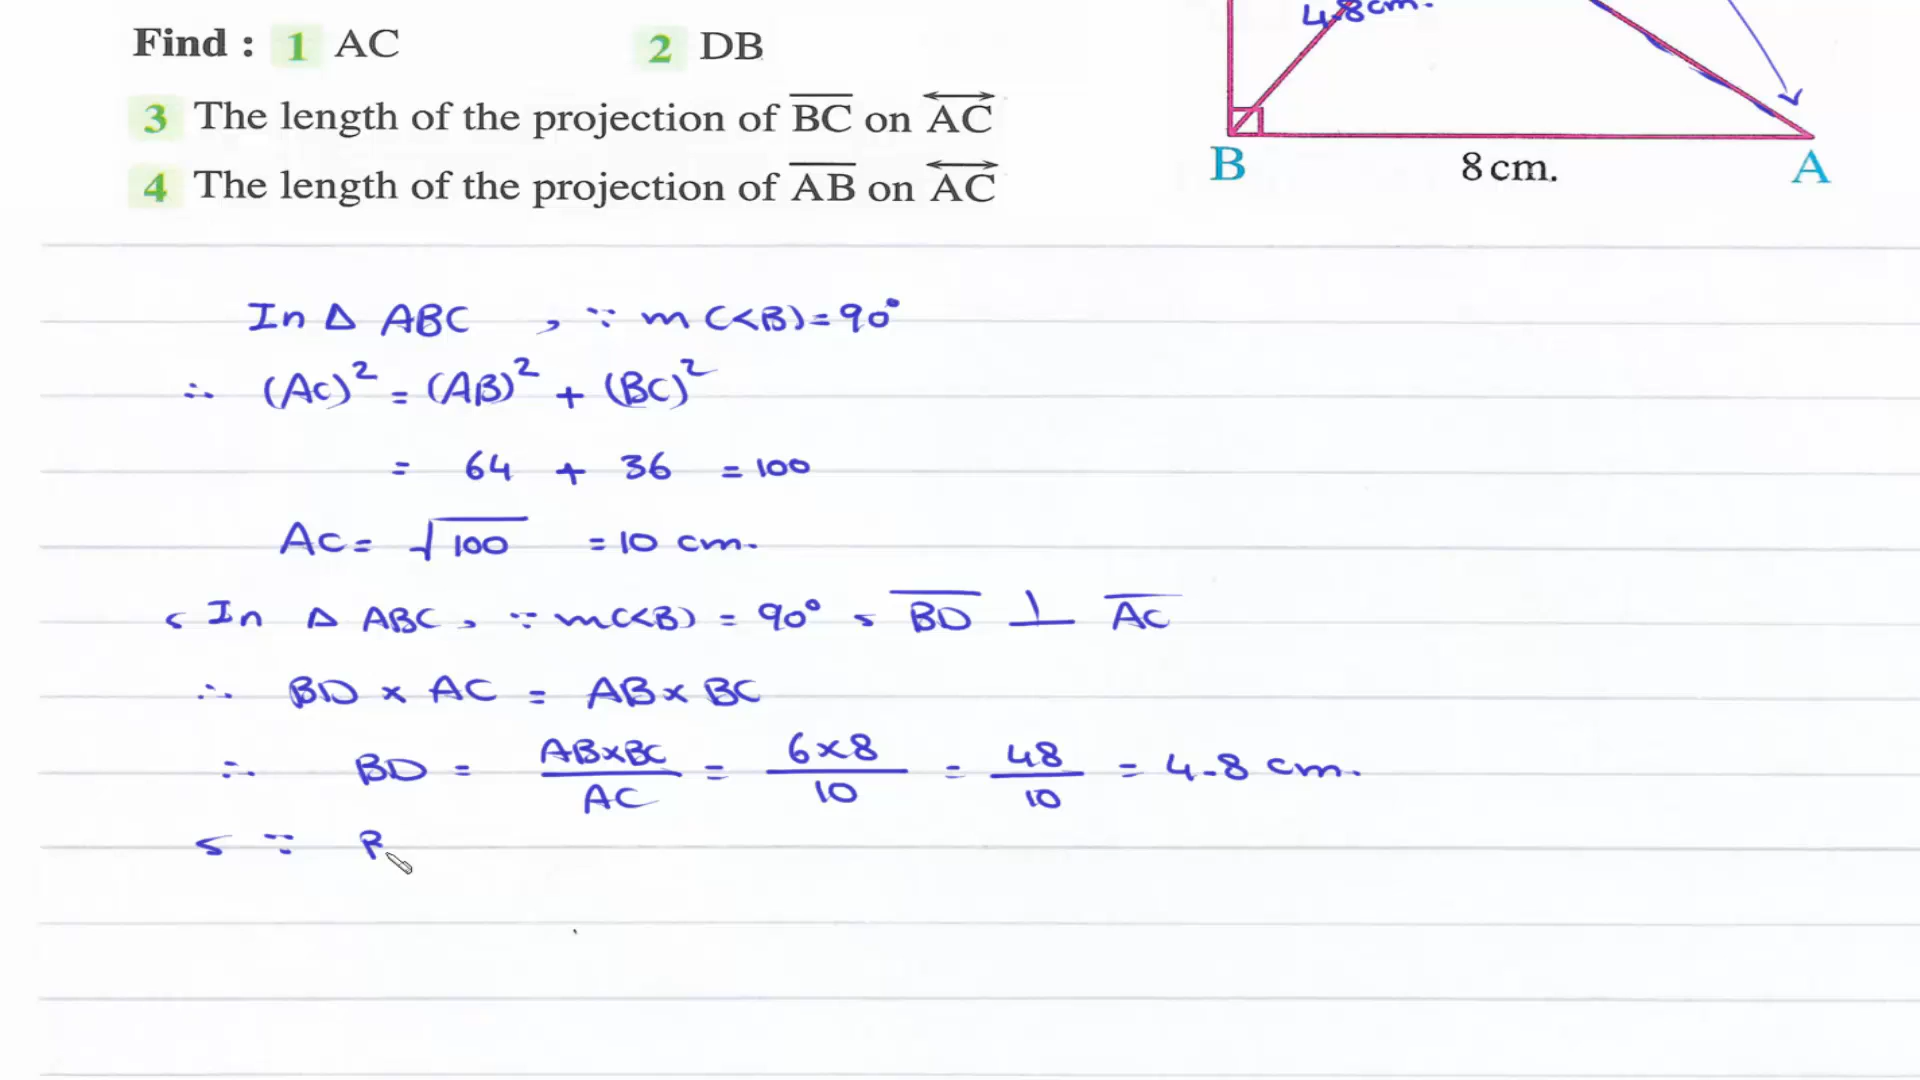 Find : 1 AC 2 DB
3 The length of the projection of BC on AC
4 The length of the projection of AB on AC
4.8cm.
B 8 cm. A
In Δ ABC , ∵ m(<B)=90°
∴ (AC)² = (AB)² + (BC)²
= 64 + 36 = 100
AC = √100 = 10 cm.
, In Δ ABC, ∵ m(<B) = 90° , BD ⊥ AC
∴ BD × AC = AB × BC
∴ BD = AB×BC / AC = 6×8 / 10 = 48 / 10 = 4.8 cm.
, ∵